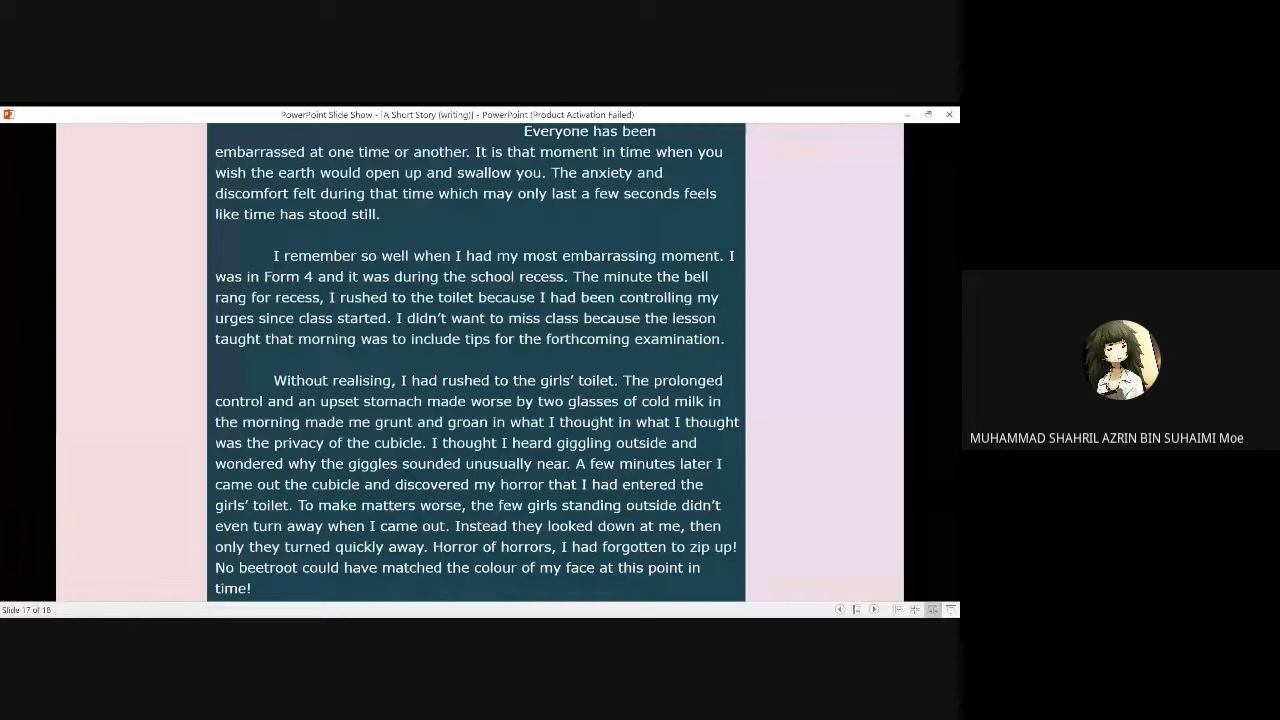 PowerPoint Slide Show - [A Short Story (writing)] - PowerPoint (Product Activation Failed)
Everyone has been
embarrassed at one time or another. It is that moment in time when you
wish the earth would open up and swallow you. The anxiety and
discomfort felt during that time which may only last a few seconds feels
like time has stood still.
I remember so well when I had my most embarrassing moment. I
was in Form 4 and it was during the school recess. The minute the bell
rang for recess, I rushed to the toilet because I had been controlling my
urges since class started. I didn’t want to miss class because the lesson
taught that morning was to include tips for the forthcoming examination.
Without realising, I had rushed to the girls’ toilet. The prolonged
control and an upset stomach made worse by two glasses of cold milk in
the morning made me grunt and groan in what I thought in what I thought
was the privacy of the cubicle. I thought I heard giggling outside and
wondered why the giggles sounded unusually near. A few minutes later I
came out the cubicle and discovered my horror that I had entered the
girls’ toilet. To make matters worse, the few girls standing outside didn’t
even turn away when I came out. Instead they looked down at me, then
only they turned quickly away. Horror of horrors, I had forgotten to zip up!
No beetroot could have matched the colour of my face at this point in
time!
Slide 17 of 18
MUHAMMAD SHAHRIL AZRIN BIN SUHAIMI Moe